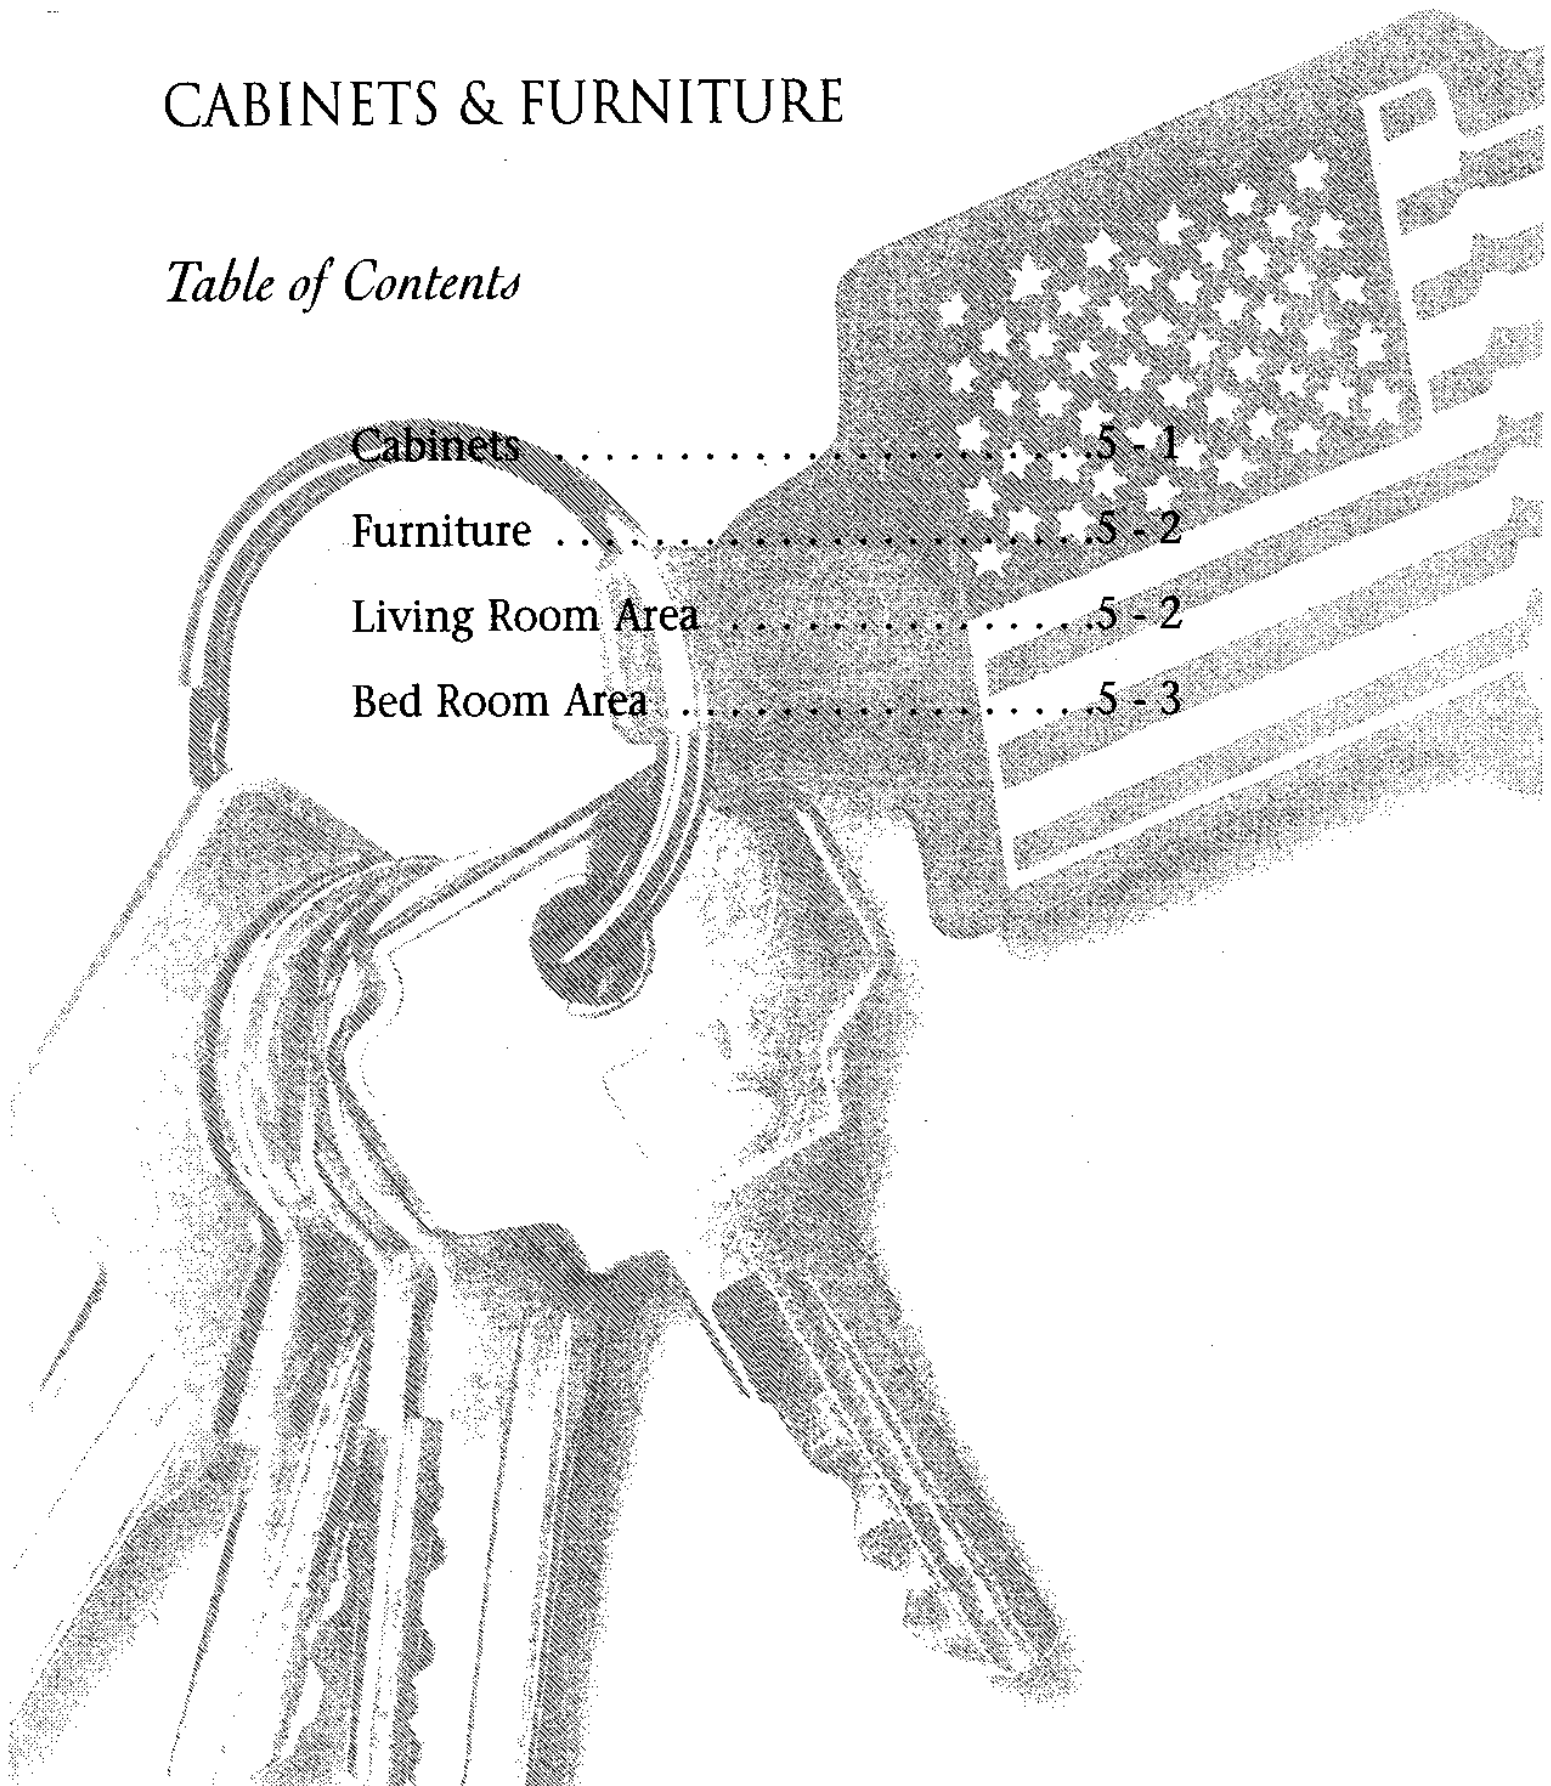 CABINETS & FURNITURE
Table of Contents
Cabinets . . . . . . . . . . . . . . . . . . . . . .5 - 1
Furniture . . . . . . . . . . . . . . . . . . . . . .5 - 2
Living Room Area . . . . . . . . . . . . . . .5 - 2
Bed Room Area . . . . . . . . . . . . . . . . .5 - 3